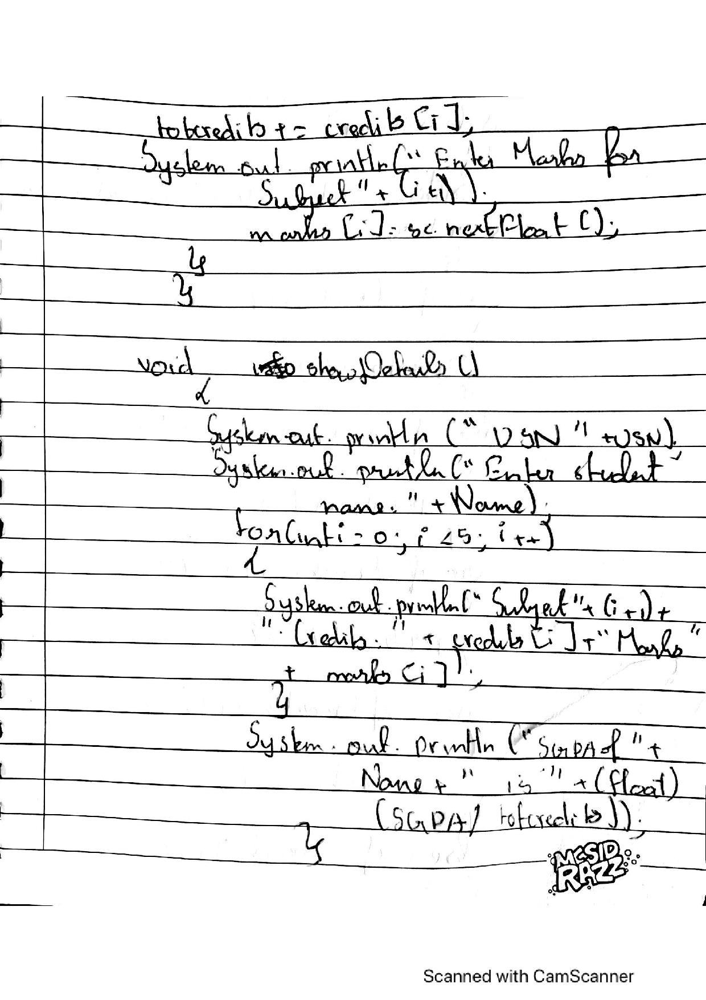 totcredits += credits [i];
System.out.println(" Enter Marks for
Subject" + (i+1));
marks [i] = sc.nextFloat ();
}
}
void showDetails ()
{
System.out.println (" USN " +USN);
System.out.println (" Enter student
name. " + Name);
for(int i = 0; i <5; i++)
{
System.out.println(" Subject"+ (i+1) +
". Credits. " + credits [i] + " Marks "
+ marks [i] );
}
System.out.println ("SGPA of " +
Name + " is " + (float)
(SGPA/ totcredits));
}
MCSID
RAZZ
Scanned with CamScanner